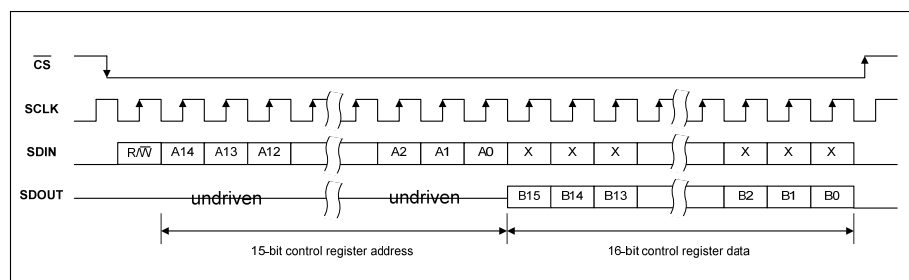 CS
SCLK
SDIN R/W A14 A13 A12 A2 A1 A0 X X X X X X
SDOUT undriven undriven B15 B14 B13 B2 B1 B0
15-bit control register address 16-bit control register data